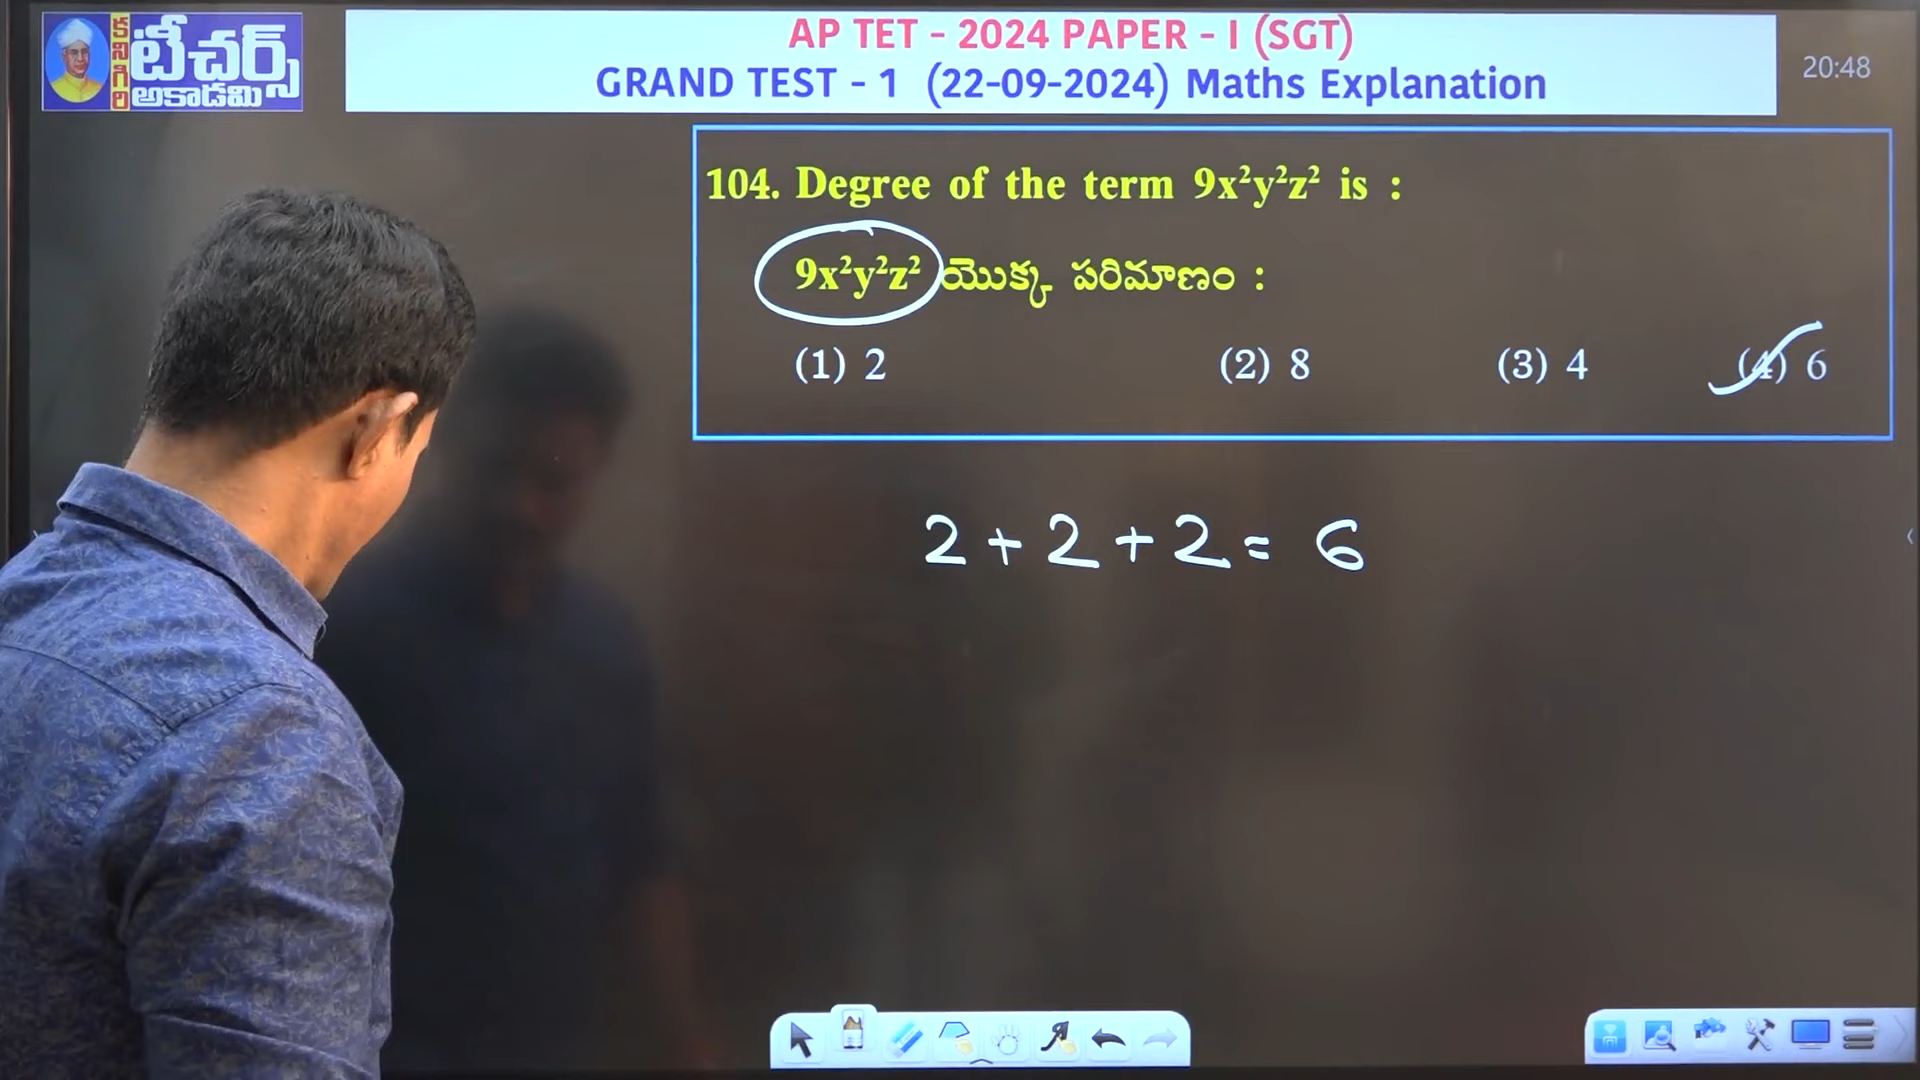 కనిగిరి
టీచర్స్
అకాడమి
AP TET - 2024 PAPER - I (SGT)
GRAND TEST - 1 (22-09-2024) Maths Explanation
20:48
104. Degree of the term 9x²y²z² is :
9x²y²z² యొక్క పరిమాణం :
(1) 2 (2) 8 (3) 4 (4) 6
2 + 2 + 2 = 6